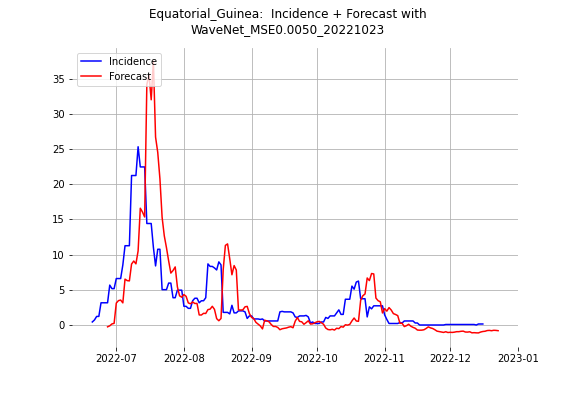 Equatorial_Guinea:  Incidence + Forecast with
WaveNet_MSE0.0050_20221023
Incidence
Forecast
35
30
25
20
15
10
5
0
2022-07 2022-08 2022-09 2022-10 2022-11 2022-12 2023-01